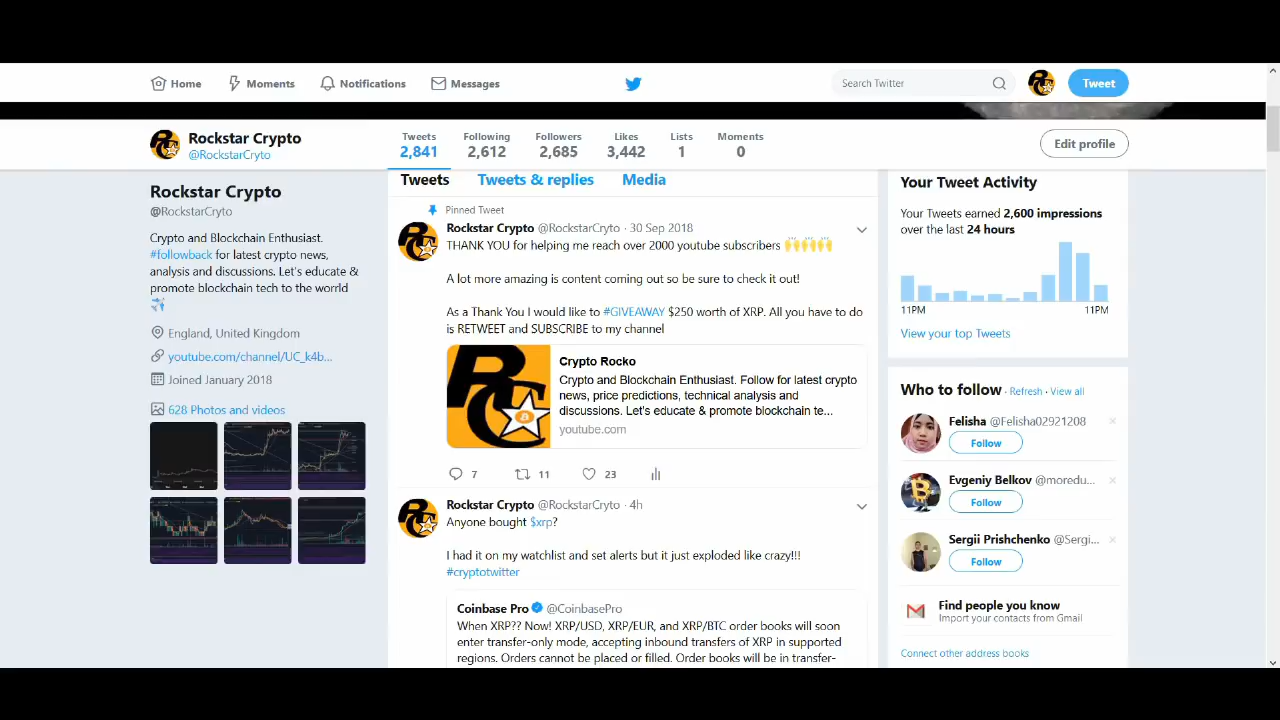 Home
Moments
Notifications
Messages
Search Twitter
Tweet
Rockstar Crypto
@RockstarCryto
Tweets
2,841
Following
2,612
Followers
2,685
Likes
3,442
Lists
1
Moments
0
Edit profile
Rockstar Crypto
@RockstarCryto
Crypto and Blockchain Enthusiast.
#followback for latest crypto news,
analysis and discussions. Let's educate &
promote blockchain tech to the worrld
England, United Kingdom
youtube.com/channel/UC_k4b...
Joined January 2018
628 Photos and videos
Tweets
Tweets & replies
Media
Pinned Tweet
Rockstar Crypto @RockstarCryto · 30 Sep 2018
THANK YOU for helping me reach over 2000 youtube subscribers 🙌🙌🙌🙌
A lot more amazing is content coming out so be sure to check it out!
As a Thank You I would like to #GIVEAWAY $250 worth of XRP. All you have to do
is RETWEET and SUBSCRIBE to my channel
Crypto Rocko
Crypto and Blockchain Enthusiast. Follow for latest crypto
news, price predictions, technical analysis and
discussions. Let's educate & promote blockchain te...
youtube.com
7
11
23
Rockstar Crypto @RockstarCryto · 4h
Anyone bought $xrp?
I had it on my watchlist and set alerts but it just exploded like crazy!!!
#cryptotwitter
Coinbase Pro @CoinbasePro
When XRP?? Now! XRP/USD, XRP/EUR, and XRP/BTC order books will soon
enter transfer-only mode, accepting inbound transfers of XRP in supported
regions. Orders cannot be placed or filled. Order books will be in transfer-
Your Tweet Activity
Your Tweets earned 2,600 impressions
over the last 24 hours
11PM
11PM
View your top Tweets
Who to follow · Refresh · View all
Felisha @Felisha02921208
Follow
Evgeniy Belkov @moredu...
Follow
Sergii Prishchenko @Sergi...
Follow
Find people you know
Import your contacts from Gmail
Connect other address books